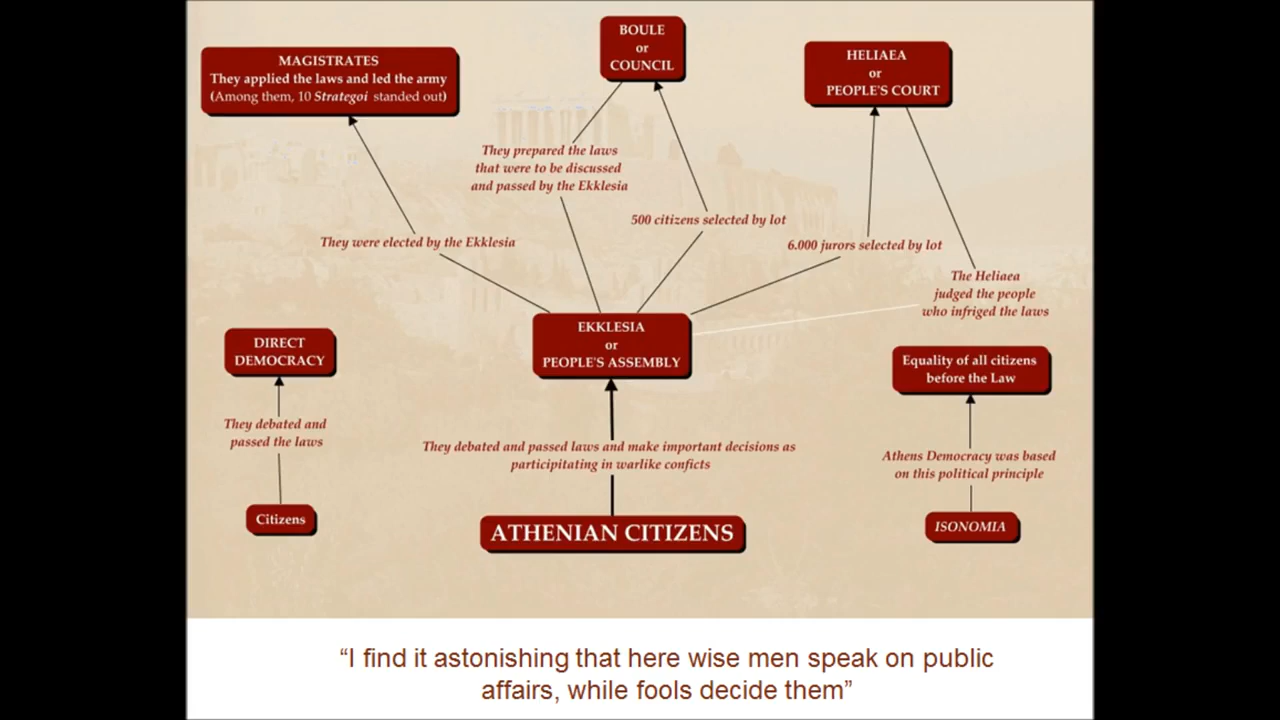 BOULE
or
COUNCIL
MAGISTRATES
They applied the laws and led the army
(Among them, 10 Strategoi standed out)
HELIAEA
or
PEOPLE'S COURT
They prepared the laws
that were to be discussed
and passed by the Ekklesia
500 citizens selected by lot
They were elected by the Ekklesia
6.000 jurors selected by lot
The Heliaea
judged the people
who infriged the laws
EKKLESIA
or
PEOPLE'S ASSEMBLY
DIRECT
DEMOCRACY
Equality of all citizens
before the Law
They debated and
passed the laws
They debated and passed laws and make important decisions as
participitating in warlike conficts
Athens Democracy was based
on this political principle
Citizens
ATHENIAN CITIZENS
ISONOMIA
“I find it astonishing that here wise men speak on public
affairs, while fools decide them”